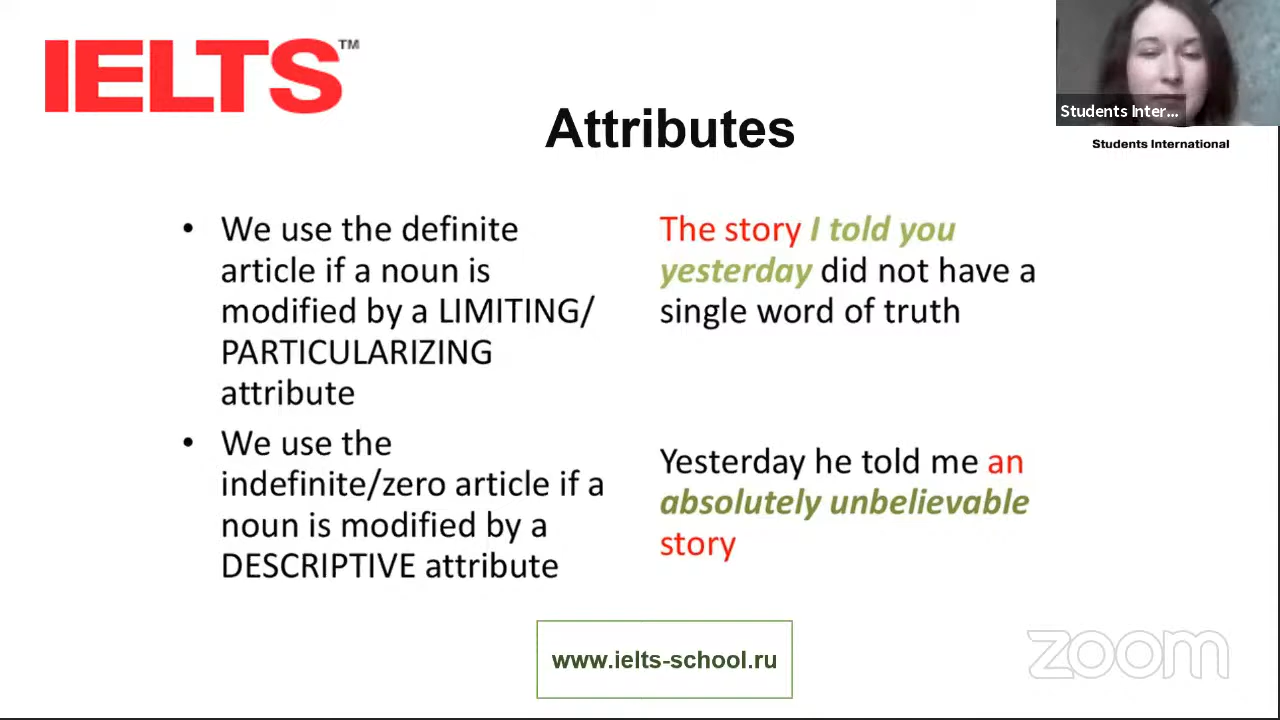 IELTS™
Students Inter...
Students International
Attributes
• We use the definite
article if a noun is
modified by a LIMITING/
PARTICULARIZING
attribute
• We use the
indefinite/zero article if a
noun is modified by a
DESCRIPTIVE attribute
The story I told you
yesterday did not have a
single word of truth
Yesterday he told me an
absolutely unbelievable
story
www.ielts-school.ru
zoom